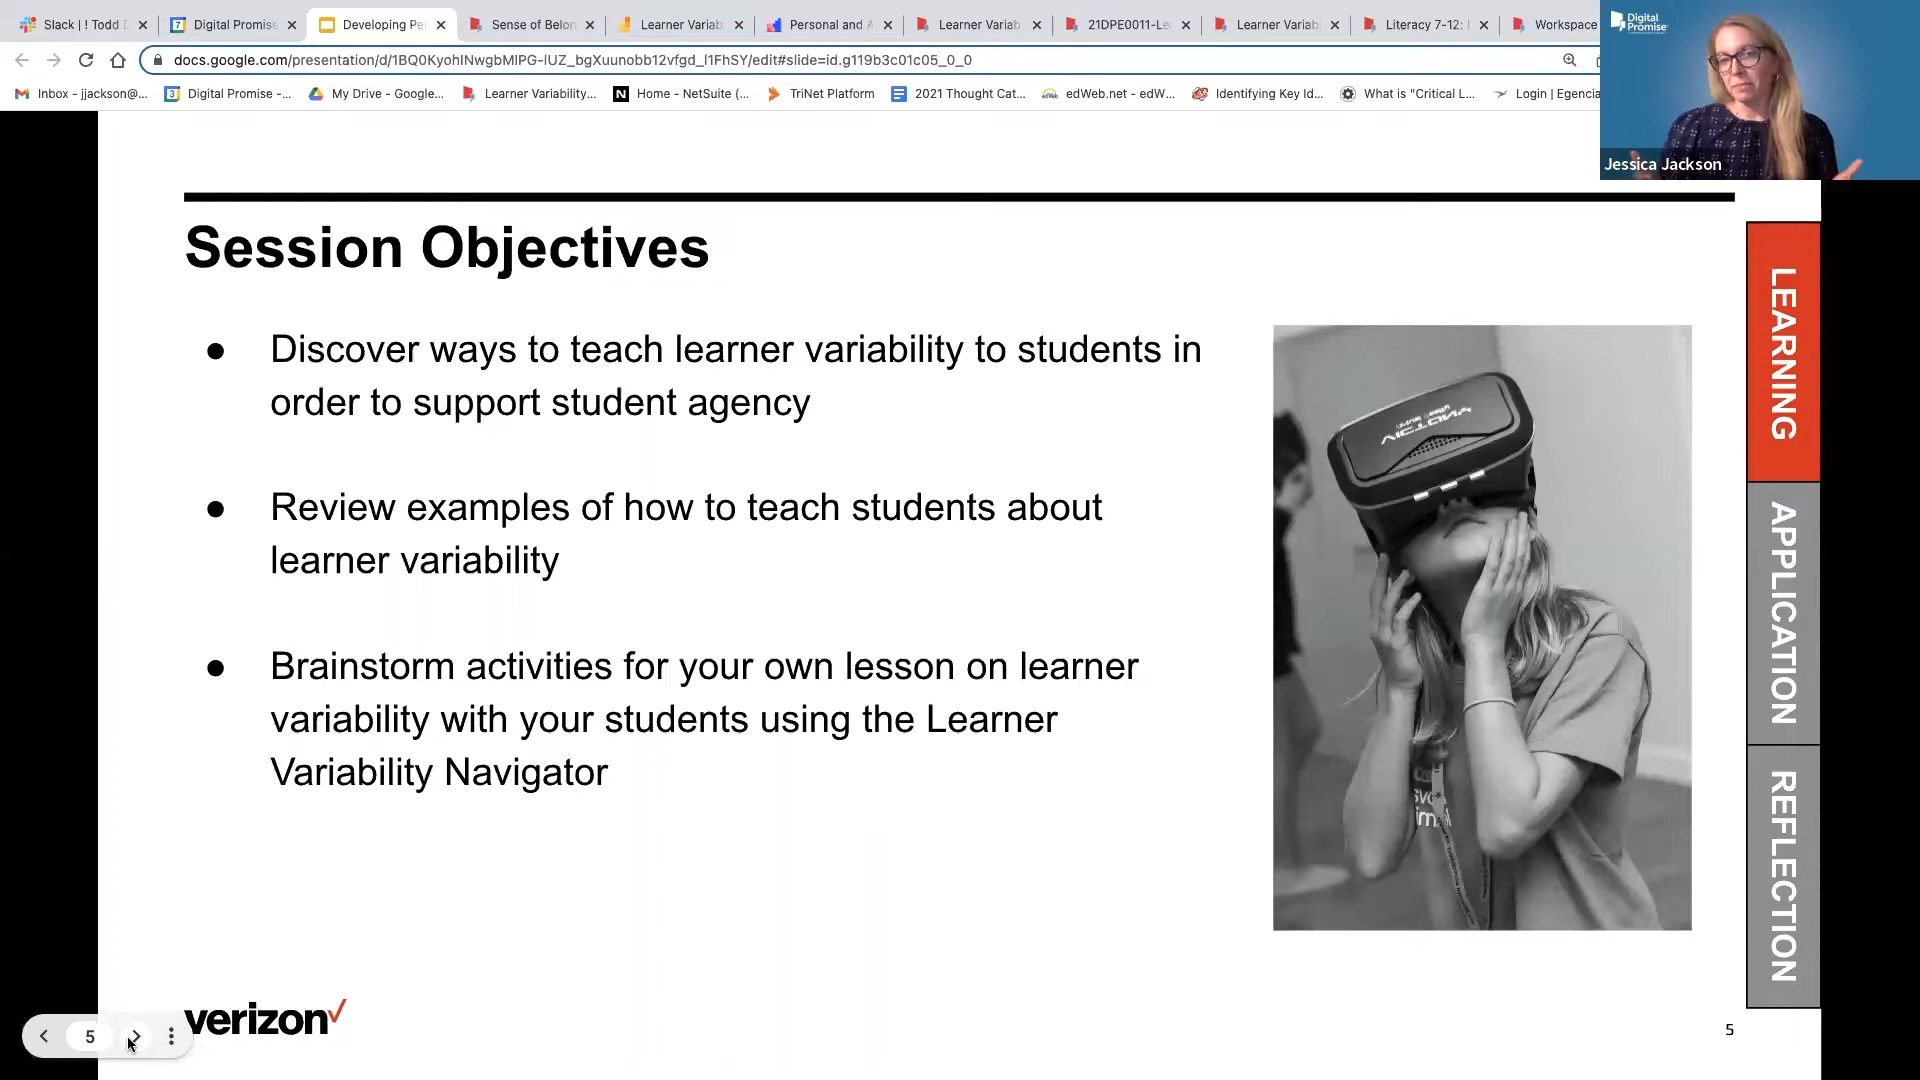 Slack | ! Todd D
Digital Promise
Developing Pe
Sense of Belon
Learner Variab
Personal and A
Learner Variab
21DPE0011-Le
Learner Variab
Literacy 7-12:
Workspace
docs.google.com/presentation/d/1BQ0KyohINwgbMlPG-IUZ_bgXuunobb12vfgd_I1FhSY/edit#slide=id.g119b3c01c05_0_0
Inbox - jjackson@...
Digital Promise -...
My Drive - Google...
Learner Variability...
Home - NetSuite (...
TriNet Platform
2021 Thought Cat...
edWeb.net - edW...
Identifying Key Id...
What is "Critical L...
Login | Egencia
Digital
Promise
Jessica Jackson
Session Objectives
● Discover ways to teach learner variability to students in
order to support student agency
● Review examples of how to teach students about
learner variability
● Brainstorm activities for your own lesson on learner
variability with your students using the Learner
Variability Navigator
LEARNING
APPLICATION
REFLECTION
verizon✓
5
5